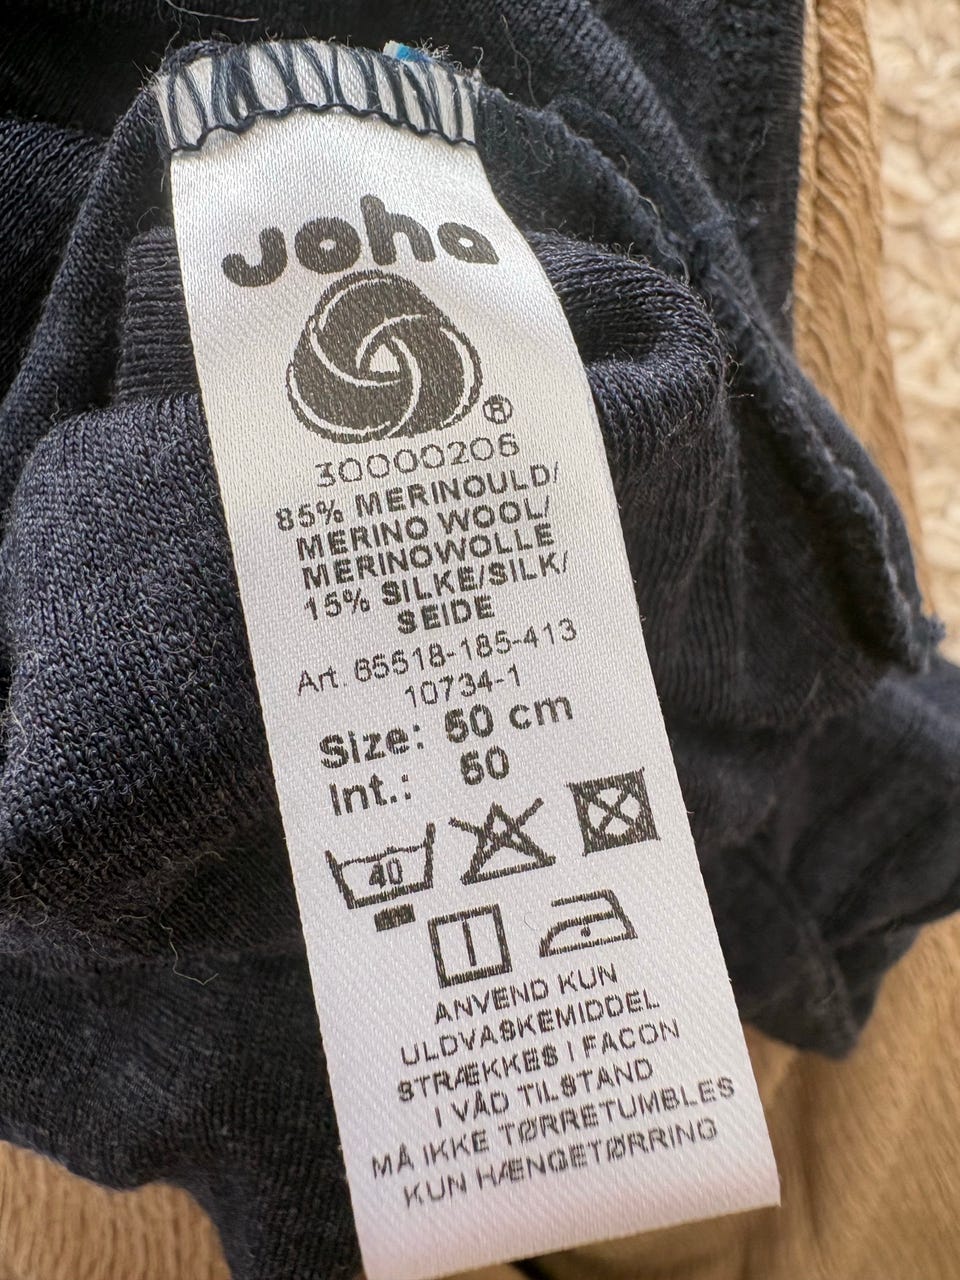 Joha
®
30000206
85% MERINOULD/
MERINO WOOL/
MERINOWOLLE
15% SILKE/SILK/
SEIDE
Art. 65518-185-413
10734-1
Size: 50 cm
Int.: 50
40
ANVEND KUN
ULDVASKEMIDDEL
STRÆKKES I FACON
I VÅD TILSTAND
MÅ IKKE TØRRETUMBLES
KUN HÆNGETØRRING